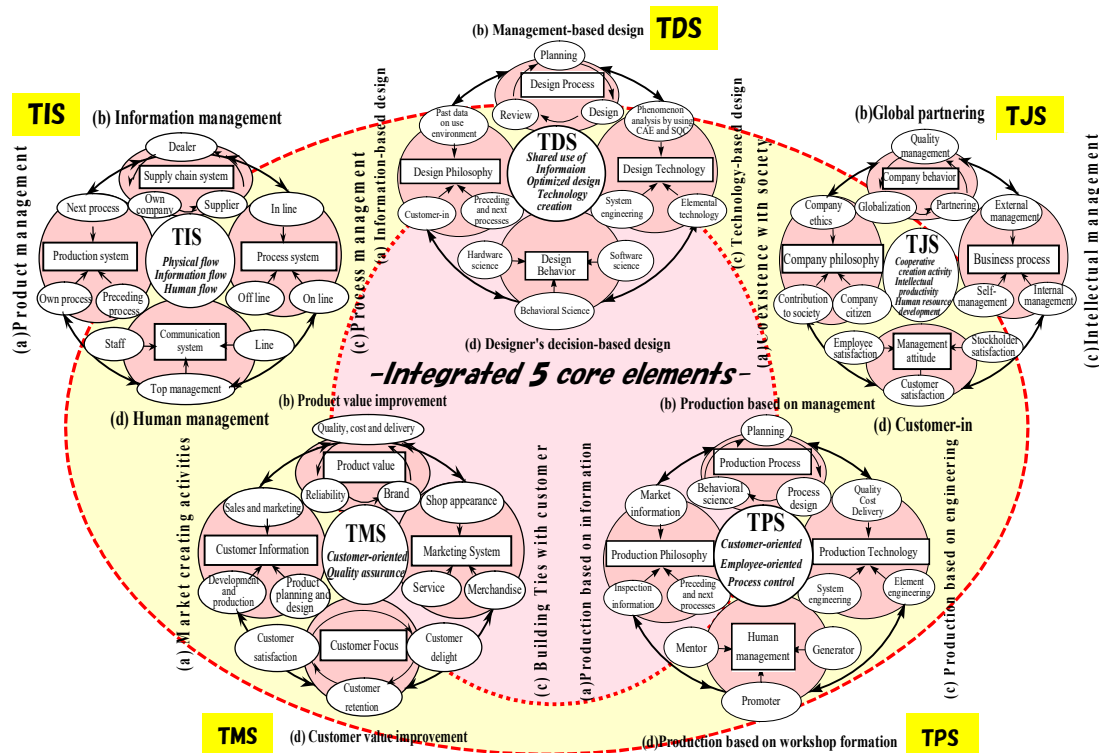 TDS
(b) Management-based design
Planning
Design Process
Review
Design
Past data
on use
environment
Phenomenon
analysis by using
CAE and SQC
TDS
Shared use of
Informaion
Optimized design
Technology
creation
Design Philosophy
Design Technology
Customer-in
Preceding
and next
processes
System
engineering
Elemental
technology
Hardware
science
Design
Behavior
Software
science
Behavioral Science
(a) Information-based design
(c) Technology-based design
(d) Designer's decision-based design
TIS
(b) Information management
Dealer
Supply chain system
Next process
Own
company
Supplier
In line
TIS
Physical flow
Information flow
Human flow
Production system
Process system
Own process
Preceding
process
Off line
On line
Staff
Communication
system
Line
Top management
(a)Product management
(c) Process management
(d) Human management
TJS
(b)Global partnering
Quality
management
Company behavior
Company
ethics
Globalization
Partnering
External
management
TJS
Cooperative
creation activity
Intellectual
productivity
Human resource
development
Company philosophy
Business process
Contribution
to society
Company
citizen
Self-
management
Internal
management
Employee
satisfaction
Management
attitude
Stockholder
satisfaction
Customer
satisfaction
(a)Coexistence with society
(c)Intellectual management
(d) Customer-in
-Integrated 5 core elements-
(b) Product value improvement
Quality, cost and delivery
Product value
Reliability
Brand
Sales and marketing
Shop appearance
TMS
Customer-oriented
Quality assurance
Customer Information
Marketing System
Development
and
production
Product
planning and
design
Service
Merchandise
Customer
satisfaction
Customer Focus
Customer
delight
Customer
retention
(a) Market creating activities
(c) Building Ties with customer
TMS
(d) Customer value improvement
(b) Production based on management
Planning
Production Process
Behavioral
science
Process
design
Market
information
Quality
Cost
Delivery
TPS
Customer-oriented
Employee-oriented
Process control
Production Philosophy
Production Technology
Inspection
information
Preceding
and next
processes
System
engineering
Element
engineering
Mentor
Human
management
Generator
Promoter
(a)Production based on information
(c) Production based on engineering
(d)Production based on workshop formation
TPS